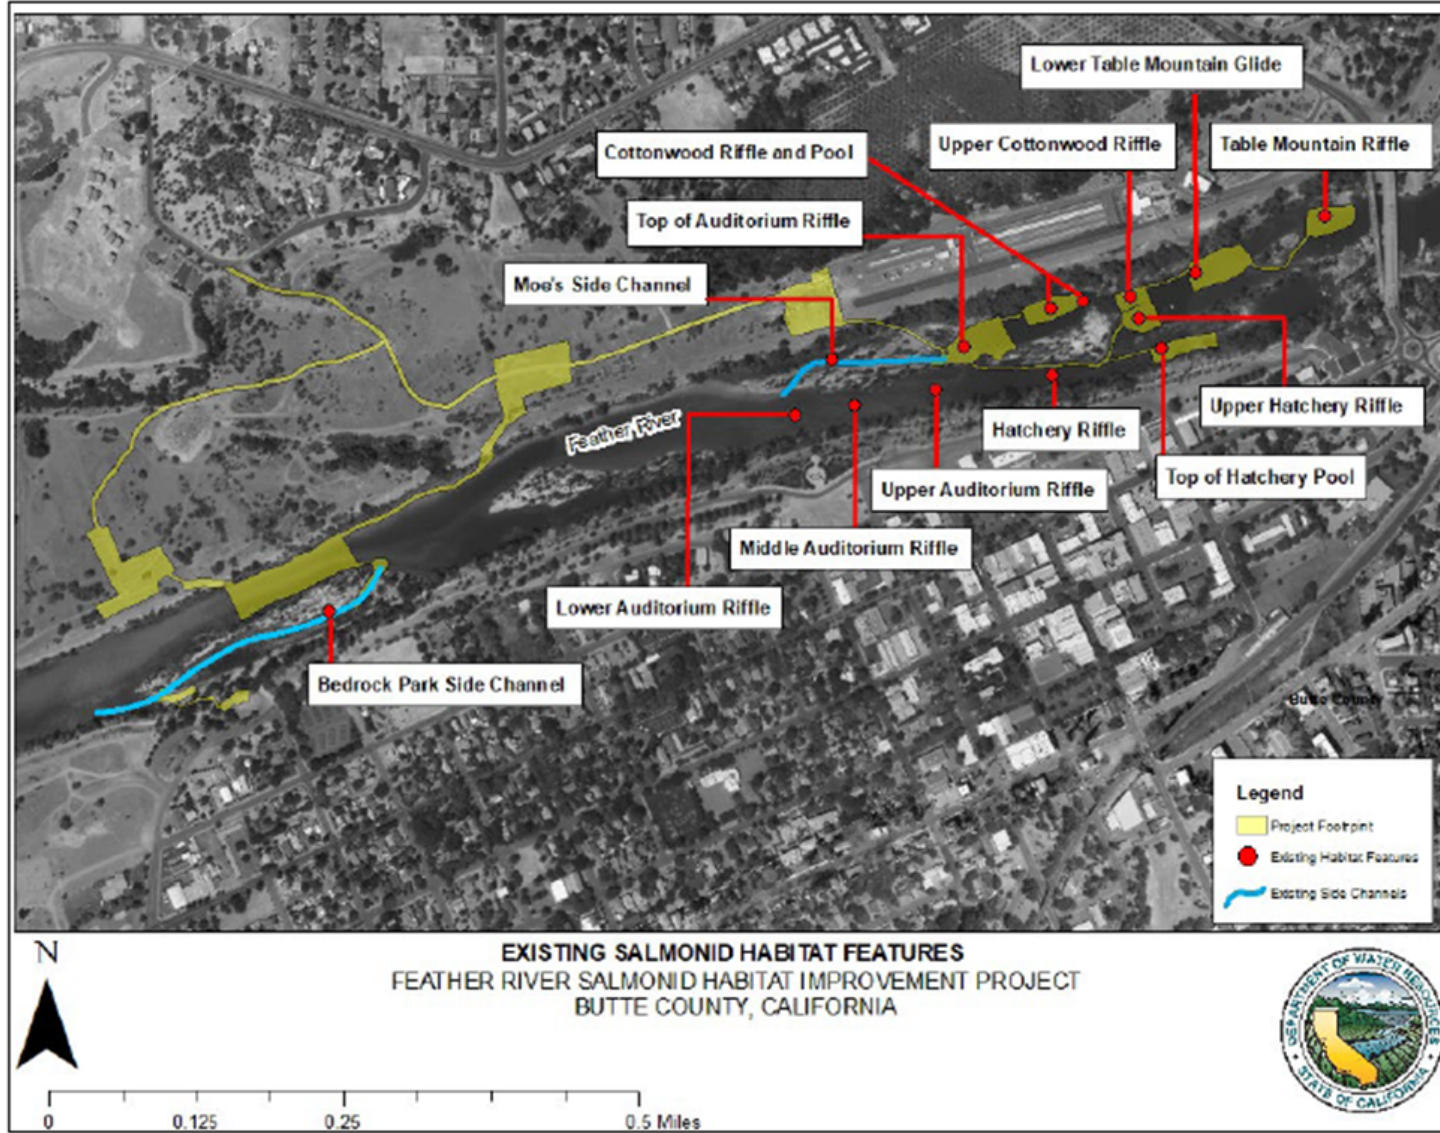 Lower Table Mountain Glide
Cottonwood Riffle and Pool
Upper Cottonwood Riffle
Table Mountain Riffle
Top of Auditorium Riffle
Moe's Side Channel
Feather River
Upper Hatchery Riffle
Hatchery Riffle
Top of Hatchery Pool
Upper Auditorium Riffle
Middle Auditorium Riffle
Lower Auditorium Riffle
Bedrock Park Side Channel
Butte County
Legend
Project Footprint
Existing Habitat Features
Existing Side Channels
N
EXISTING SALMONID HABITAT FEATURES
FEATHER RIVER SALMONID HABITAT IMPROVEMENT PROJECT
BUTTE COUNTY, CALIFORNIA
0 0.125 0.25 0.5 Miles
DEPARTMENT OF WATER RESOURCES
STATE OF CALIFORNIA